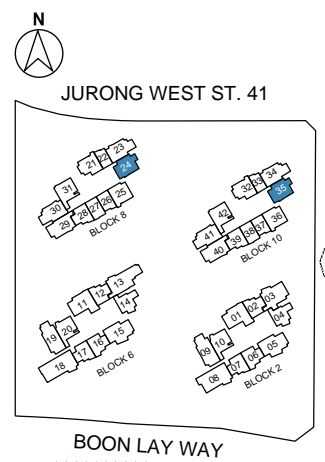 N
JURONG WEST ST. 41
21 22 23
24
30 31
29 28 27 26 25
BLOCK 8
32 33 34
35
41 42
40 39 38 37 36
BLOCK 10
11 12 13
14
19 20
18 17 16 15
BLOCK 6
01 02 03
04
09 10
08 07 06 05
BLOCK 2
BOON LAY WAY